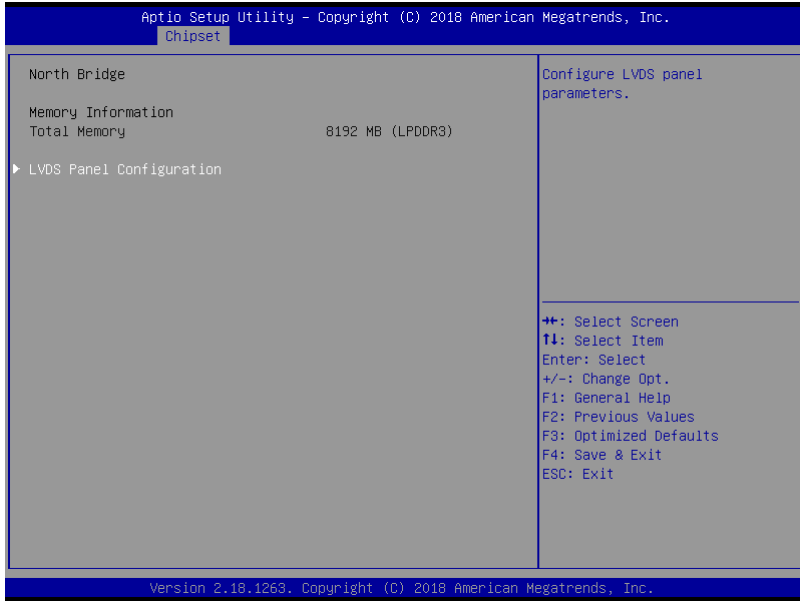 Aptio Setup Utility – Copyright (C) 2018 American Megatrends, Inc.
Chipset
North Bridge
Memory Information
Total Memory 8192 MB (LPDDR3)
▶ LVDS Panel Configuration
Configure LVDS panel
parameters.
→←: Select Screen
↑↓: Select Item
Enter: Select
+/-: Change Opt.
F1: General Help
F2: Previous Values
F3: Optimized Defaults
F4: Save & Exit
ESC: Exit
Version 2.18.1263. Copyright (C) 2018 American Megatrends, Inc.